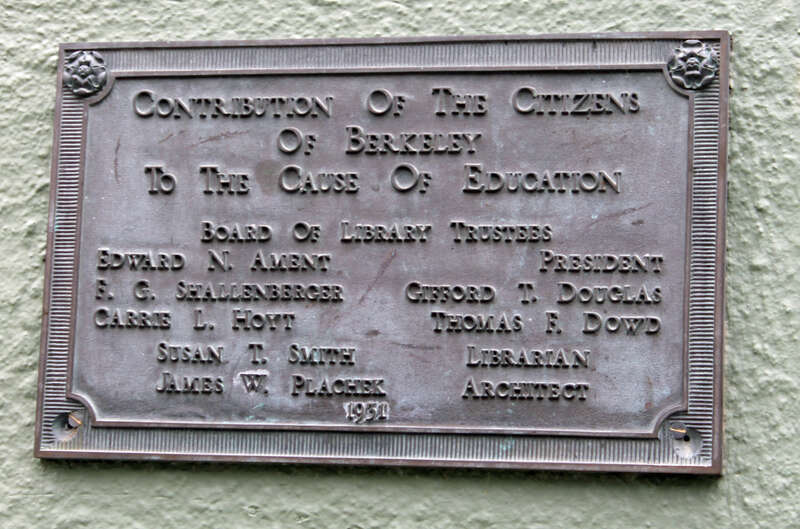 Contribution Of The Citizens
Of Berkeley
To The Cause Of Education
Board Of Library Trustees
Edward N. Ament President
F. G. Shallenberger Gifford T. Douglas
Carrie L. Hoyt Thomas F. Dowd
Susan T. Smith Librarian
James W. Plachek Architect
1931